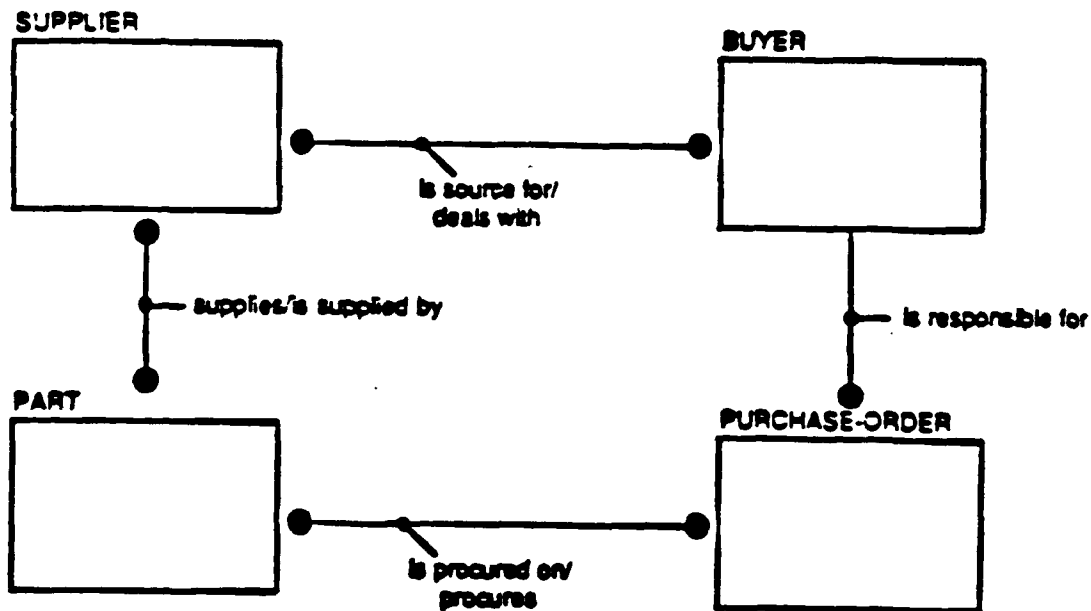 SUPPLIER
BUYER
is source for/
deals with
supplies/is supplied by
is responsible for
PART
PURCHASE-ORDER
is procured on/
procures